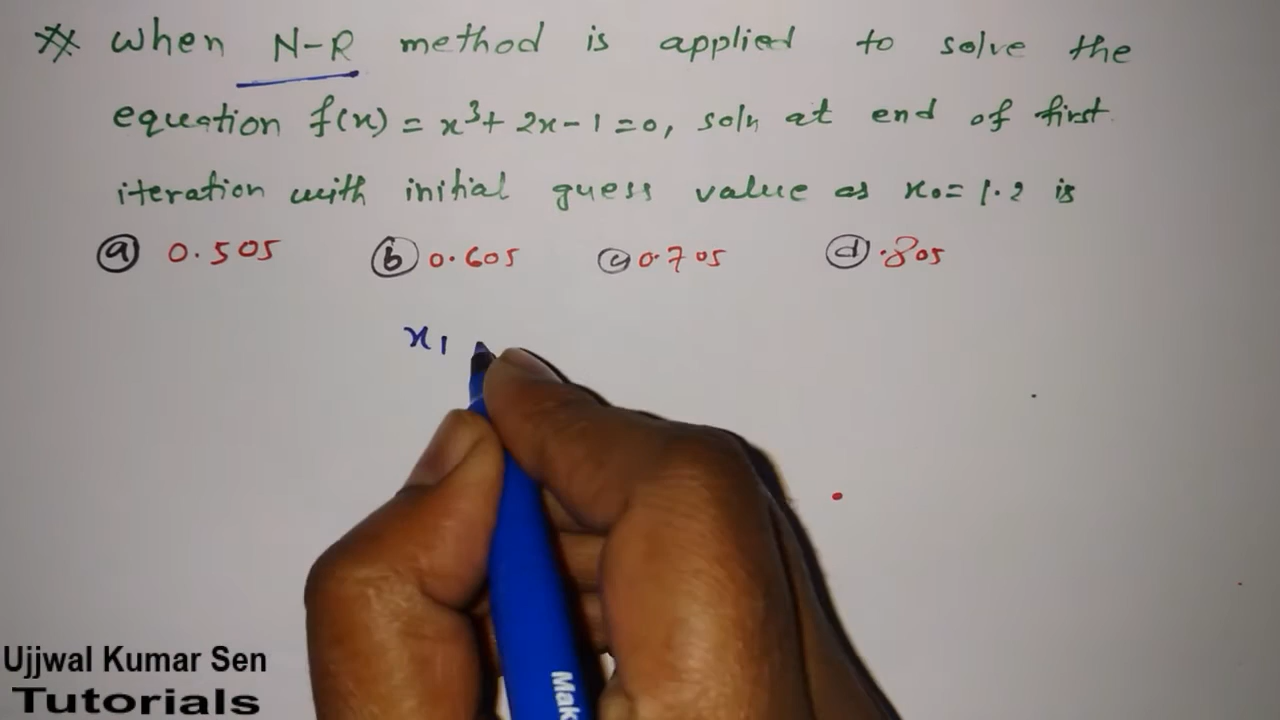 ** When N-R method is applied to solve the
equation f(x) = x³+ 2x-1=0, soln at end of first
iteration with initial guess value as x₀= 1.2 is
ⓐ 0.505 ⓑ 0.605 ⓒ 0.705 ⓓ .805
x₁
Mak
Ujjwal Kumar Sen
Tutorials